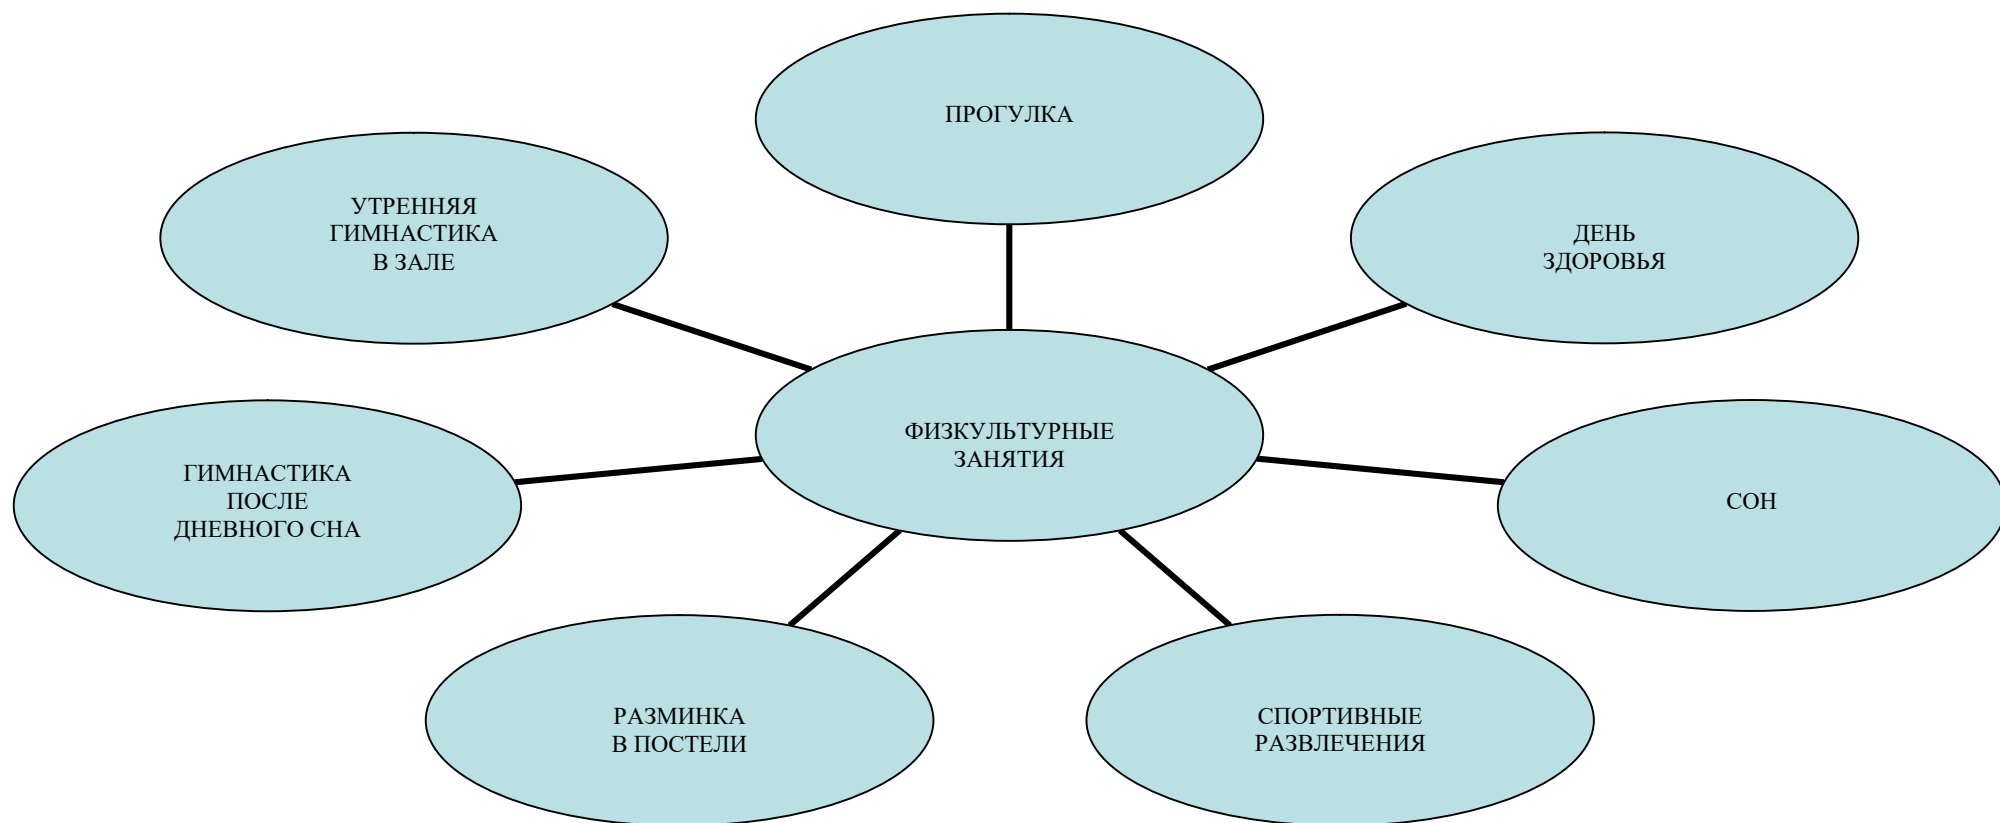 ПРОГУЛКА
УТРЕННЯЯ
ГИМНАСТИКА
В ЗАЛЕ
ДЕНЬ
ЗДОРОВЬЯ
ФИЗКУЛЬТУРНЫЕ
ЗАНЯТИЯ
ГИМНАСТИКА
ПОСЛЕ
ДНЕВНОГО СНА
СОН
РАЗМИНКА
В ПОСТЕЛИ
СПОРТИВНЫЕ
РАЗВЛЕЧЕНИЯ